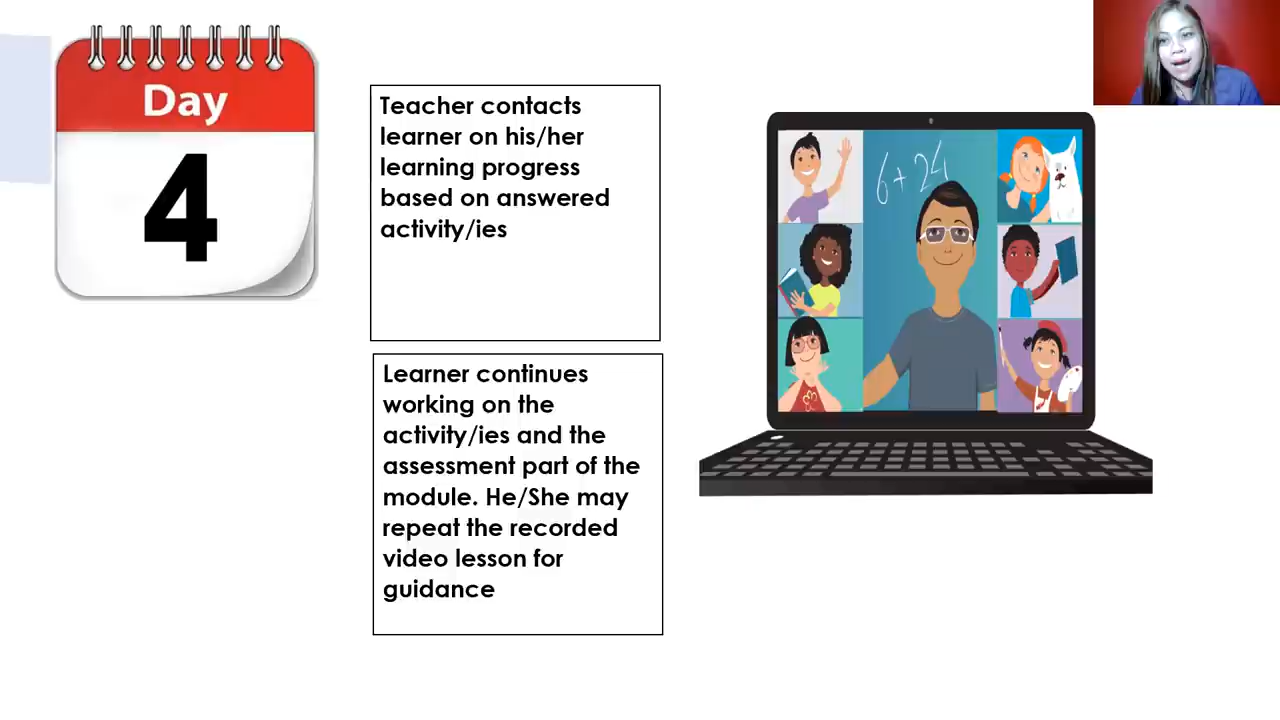 Day
4
Teacher contacts
learner on his/her
learning progress
based on answered
activity/ies
Learner continues
working on the
activity/ies and the
assessment part of the
module. He/She may
repeat the recorded
video lesson for
guidance
6+ 24